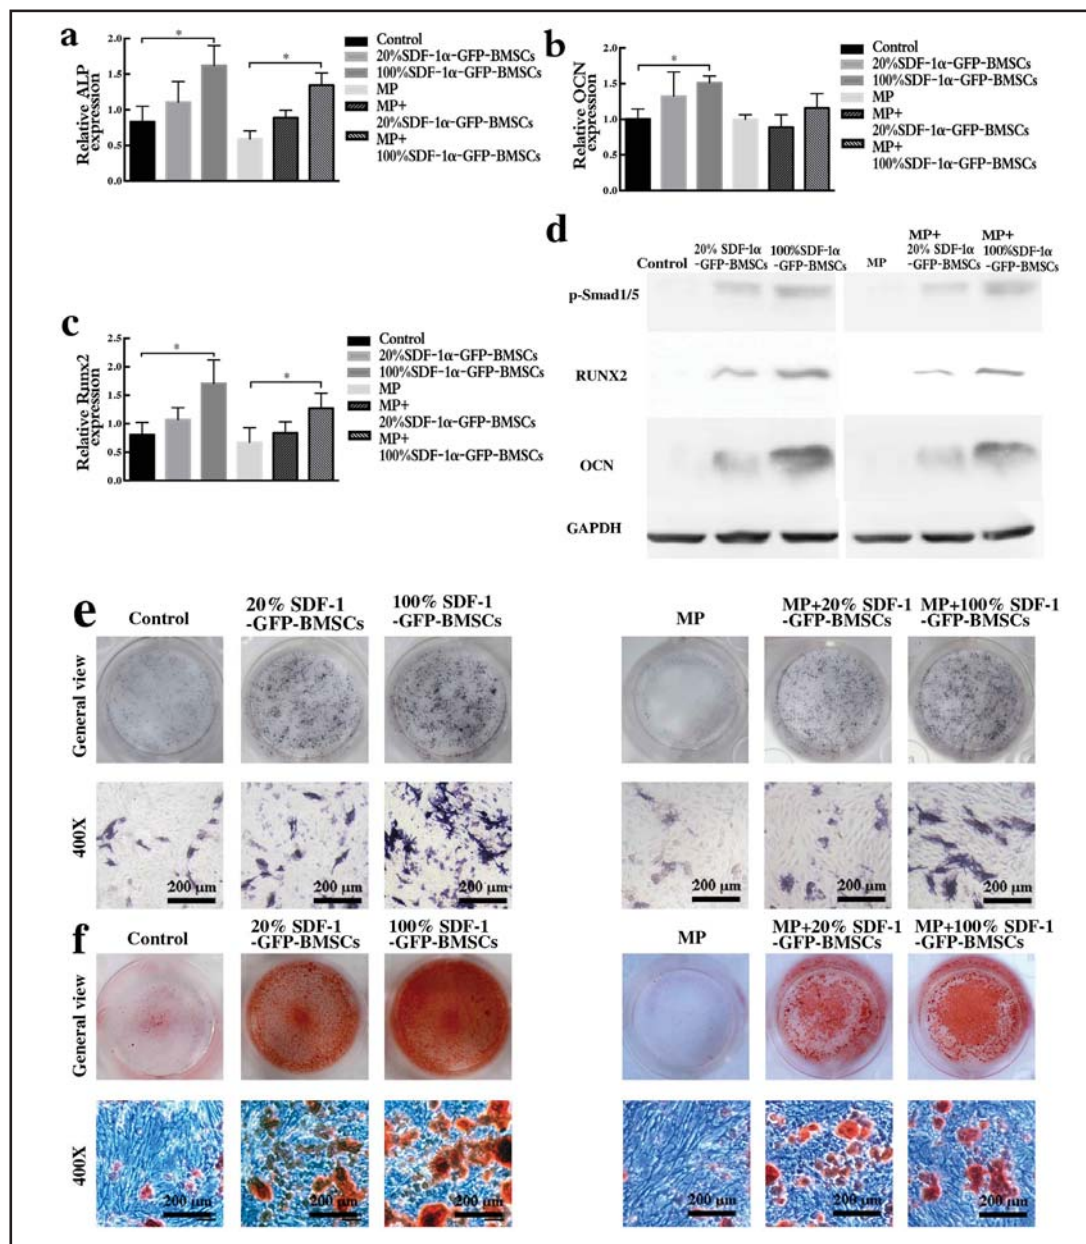 a
Relative ALP
expression
2.0
1.5
1.0
0.5
0.0
*
*
Control
20%SDF-1α-GFP-BMSCs
100%SDF-1α-GFP-BMSCs
MP
MP+
20%SDF-1α-GFP-BMSCs
MP+
100%SDF-1α-GFP-BMSCs
b
Relative OCN
expression
2.0
1.5
1.0
0.5
0.0
*
Control
20%SDF-1α-GFP-BMSCs
100%SDF-1α-GFP-BMSCs
MP
MP+
20%SDF-1α-GFP-BMSCs
MP+
100%SDF-1α-GFP-BMSCs
c
Relative Runx2
expression
2.5
2.0
1.5
1.0
0.5
0.0
*
*
Control
20%SDF-1α-GFP-BMSCs
100%SDF-1α-GFP-BMSCs
MP
MP+
20%SDF-1α-GFP-BMSCs
MP+
100%SDF-1α-GFP-BMSCs
d
Control
20% SDF-1α
-GFP-BMSCs
100%SDF-1α
-GFP-BMSCs
MP
MP+
20% SDF-1α
-GFP-BMSCs
MP+
100%SDF-1α
-GFP-BMSCs
p-Smad1/5
RUNX2
OCN
GAPDH
e
Control
20% SDF-1
-GFP-BMSCs
100% SDF-1
-GFP-BMSCs
MP
MP+20% SDF-1
-GFP-BMSCs
MP+100% SDF-1
-GFP-BMSCs
General view
400X
200 μm
200 μm
200 μm
200 μm
200 μm
200 μm
f
Control
20% SDF-1
-GFP-BMSCs
100% SDF-1
-GFP-BMSCs
MP
MP+20% SDF-1
-GFP-BMSCs
MP+100% SDF-1
-GFP-BMSCs
General view
400X
200 μm
200 μm
200 μm
200 μm
200 μm
200 μm